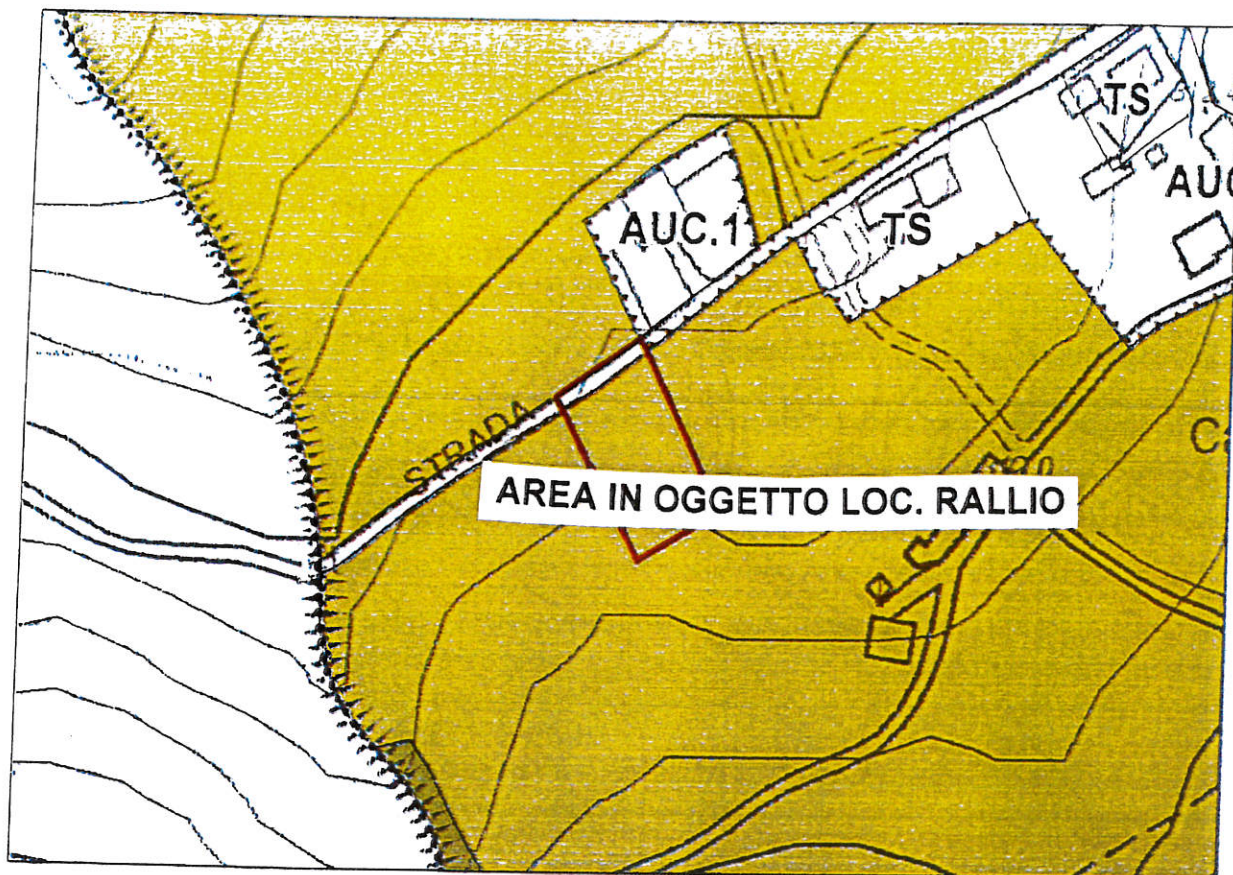 TS
AUC
AUC.1
TS
STRADA
C
AREA IN OGGETTO LOC. RALLIO